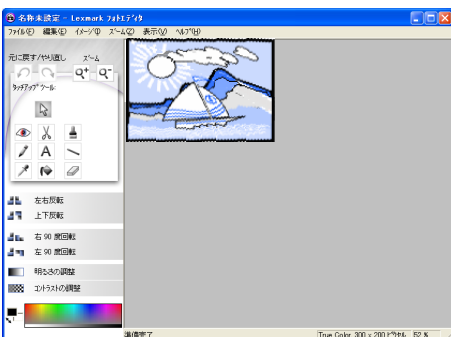 名称未設定 - Lexmark フォトエディタ
ファイル(F) 編集(E) イメージ(I) ズーム(Z) 表示(V) ヘルプ(H)
元に戻す/やり直し ズーム
タッチアップ ツール
A
左右反転
上下反転
右 90 度回転
左 90 度回転
明るさの調整
コントラストの調整
準備完了 True Color 300 x 200 ピクセル 52 %